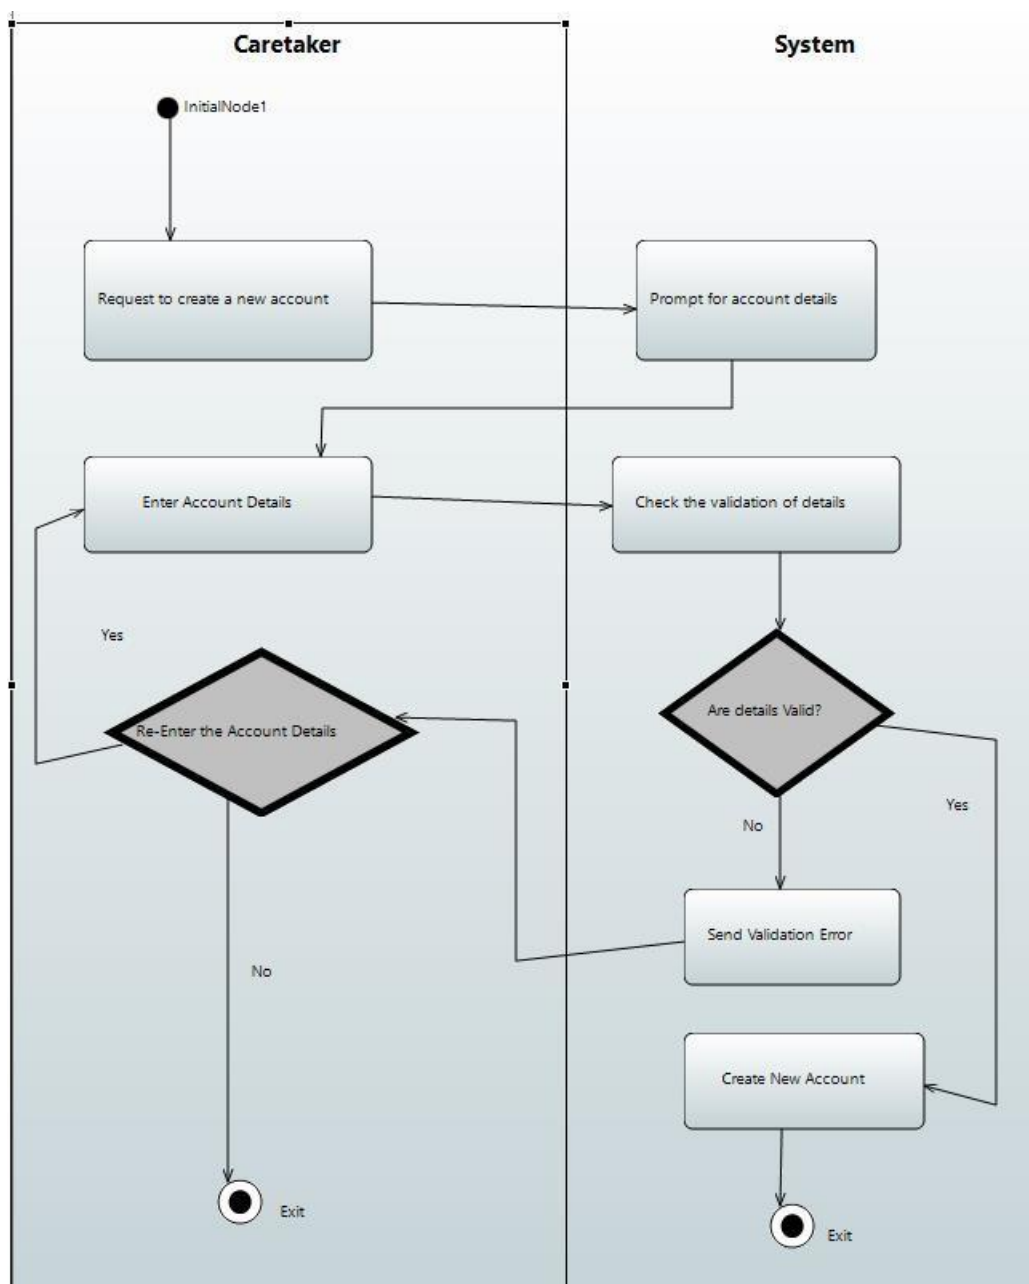 Caretaker
System
InitialNode1
Request to create a new account
Prompt for account details
Enter Account Details
Check the validation of details
Yes
Re-Enter the Account Details
Are details Valid?
Yes
No
Send Validation Error
No
Create New Account
Exit
Exit